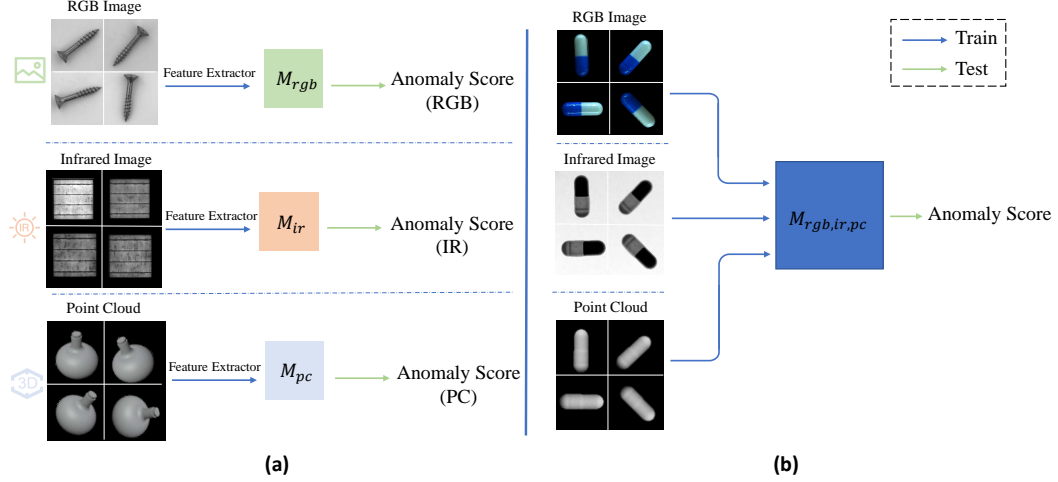 RGB Image
Feature Extractor
M_rgb
Anomaly Score
(RGB)
Infrared Image
IR
Feature Extractor
M_ir
Anomaly Score
(IR)
Point Cloud
3D
Feature Extractor
M_pc
Anomaly Score
(PC)
(a)
RGB Image
Infrared Image
Point Cloud
M_rgb,ir,pc
Anomaly Score
Train
Test
(b)